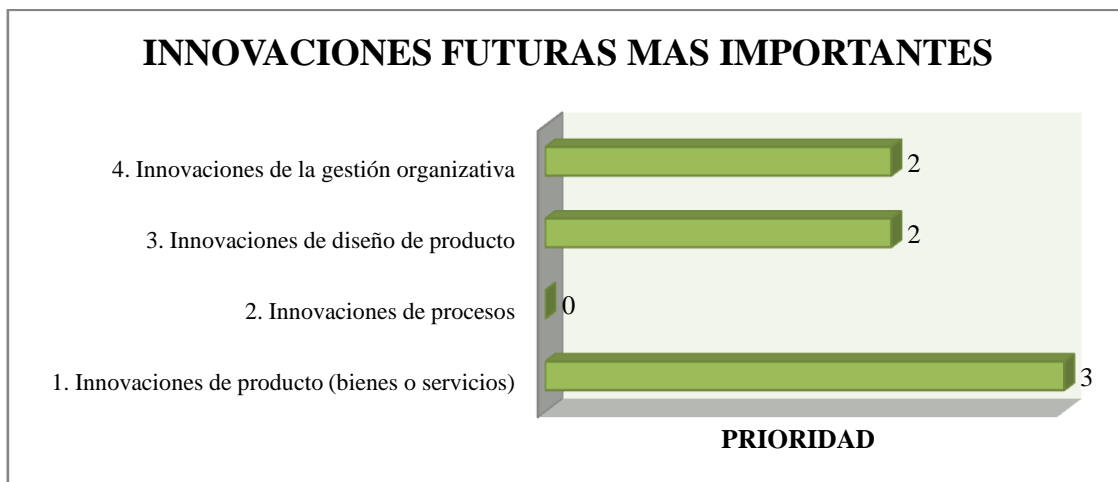 INNOVACIONES FUTURAS MAS IMPORTANTES
4. Innovaciones de la gestión organizativa
2
3. Innovaciones de diseño de producto
2
2. Innovaciones de procesos
0
1. Innovaciones de producto (bienes o servicios)
3
PRIORIDAD